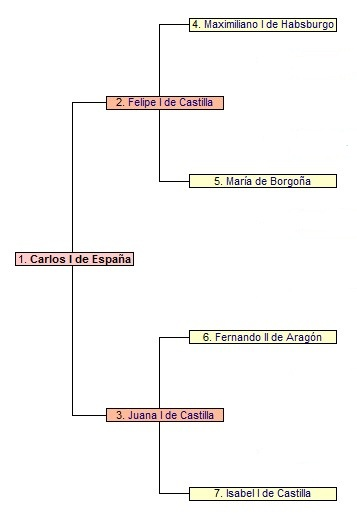 4. Maximiliano I de Habsburgo
2. Felipe I de Castilla
5. María de Borgoña
1. Carlos I de España
6. Fernando II de Aragón
3. Juana I de Castilla
7. Isabel I de Castilla